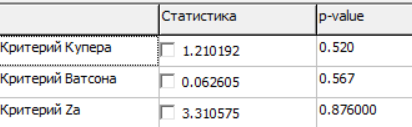 Статистика p-value
Критерий Купера 1.210192 0.520
Критерий Ватсона 0.062605 0.567
Критерий Za 3.310575 0.876000